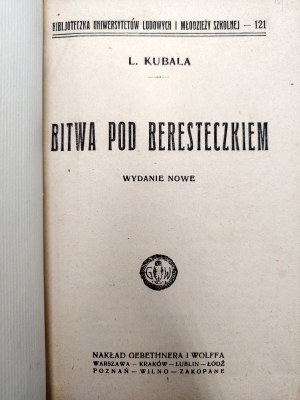 BIBLJOTECZKA UNIWERSYTETÓW LUDOWYCH I MŁODZIEŻY SZKOLNEJ — 121
L. KUBALA
BITWA POD BERESTECZKIEM
WYDANIE NOWE
G W
NAKŁAD GEBETHNERA I WOLFFA
WARSZAWA – KRAKÓW – LUBLIN – ŁÓDŹ
POZNAŃ – WILNO – ZAKOPANE